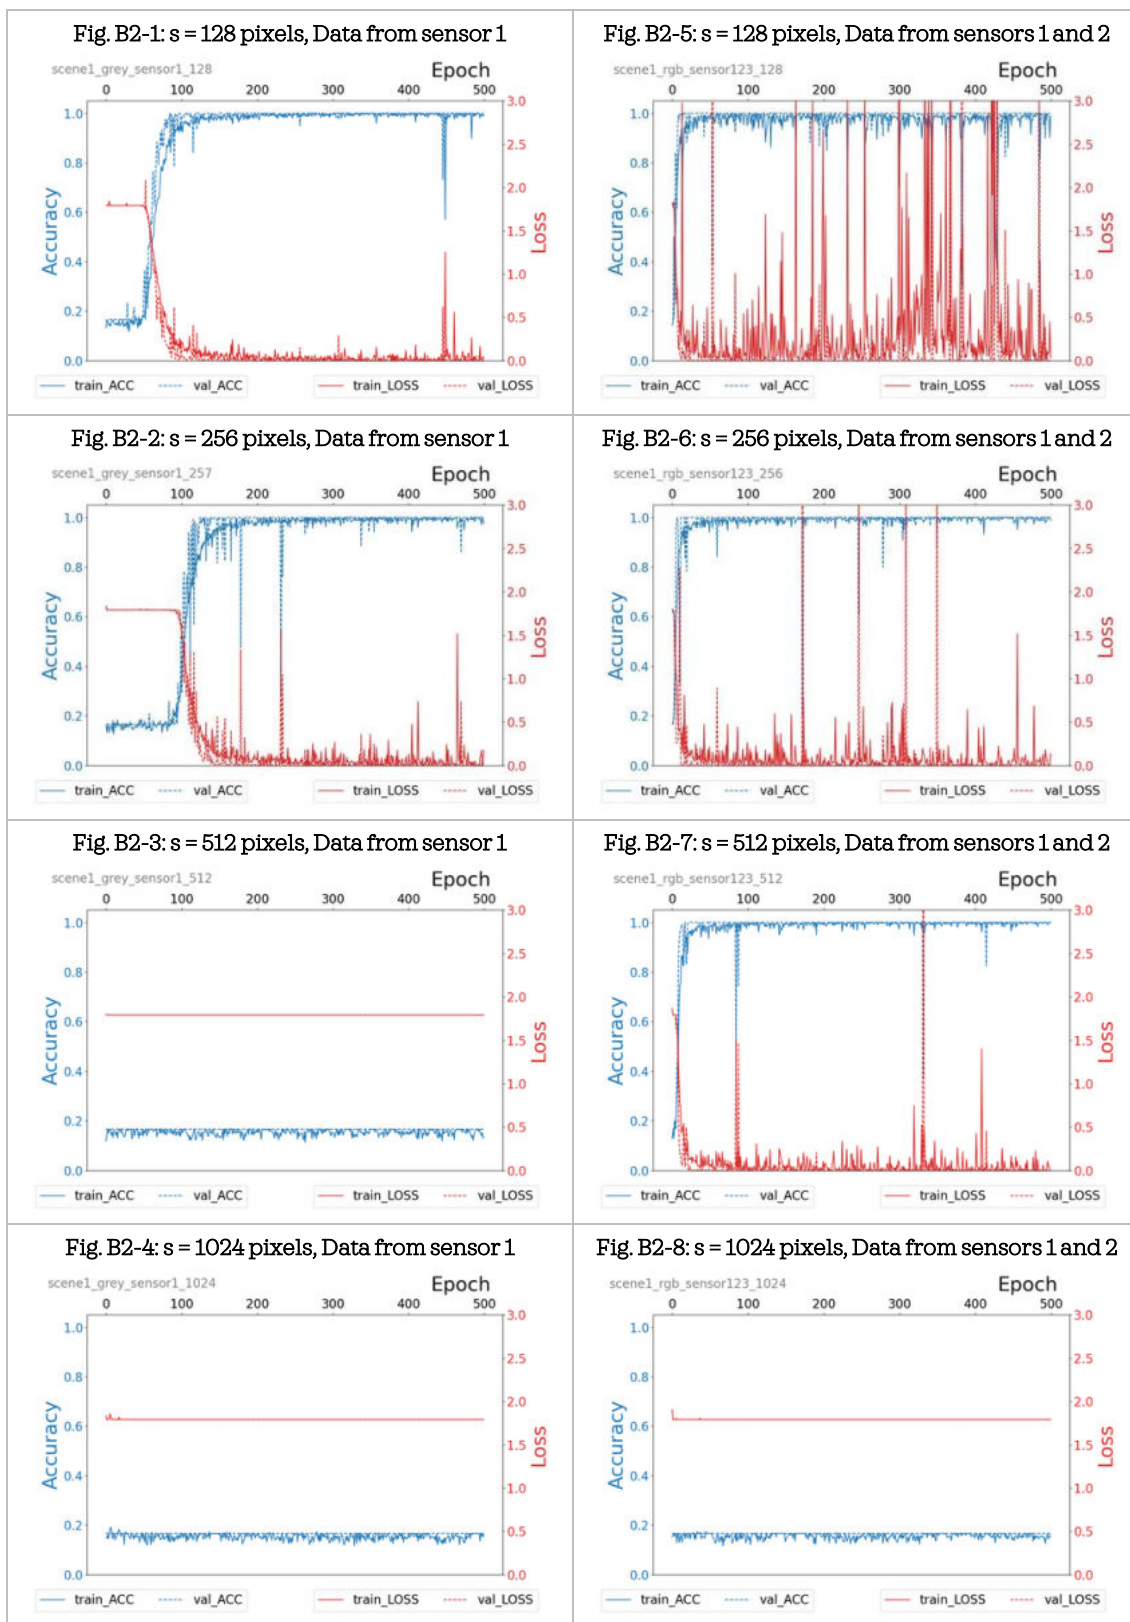 Fig. B2-1: s = 128 pixels, Data from sensor 1
scene1_grey_sensor1_128
Epoch
0 100 200 300 400 500
1.0 0.8 0.6 0.4 0.2 0.0
Accuracy
3.0 2.5 2.0 1.5 1.0 0.5 0.0
Loss
train_ACC val_ACC train_LOSS val_LOSS
Fig. B2-5: s = 128 pixels, Data from sensors 1 and 2
scene1_rgb_sensor123_128
Epoch
0 100 200 300 400 500
1.0 0.8 0.6 0.4 0.2 0.0
Accuracy
3.0 2.5 2.0 1.5 1.0 0.5 0.0
Loss
train_ACC val_ACC train_LOSS val_LOSS
Fig. B2-2: s = 256 pixels, Data from sensor 1
scene1_grey_sensor1_257
Epoch
0 100 200 300 400 500
1.0 0.8 0.6 0.4 0.2 0.0
Accuracy
3.0 2.5 2.0 1.5 1.0 0.5 0.0
Loss
train_ACC val_ACC train_LOSS val_LOSS
Fig. B2-6: s = 256 pixels, Data from sensors 1 and 2
scene1_rgb_sensor123_256
Epoch
0 100 200 300 400 500
1.0 0.8 0.6 0.4 0.2 0.0
Accuracy
3.0 2.5 2.0 1.5 1.0 0.5 0.0
Loss
train_ACC val_ACC train_LOSS val_LOSS
Fig. B2-3: s = 512 pixels, Data from sensor 1
scene1_grey_sensor1_512
Epoch
0 100 200 300 400 500
1.0 0.8 0.6 0.4 0.2 0.0
Accuracy
3.0 2.5 2.0 1.5 1.0 0.5 0.0
Loss
train_ACC val_ACC train_LOSS val_LOSS
Fig. B2-7: s = 512 pixels, Data from sensors 1 and 2
scene1_rgb_sensor123_512
Epoch
0 100 200 300 400 500
1.0 0.8 0.6 0.4 0.2 0.0
Accuracy
3.0 2.5 2.0 1.5 1.0 0.5 0.0
Loss
train_ACC val_ACC train_LOSS val_LOSS
Fig. B2-4: s = 1024 pixels, Data from sensor 1
scene1_grey_sensor1_1024
Epoch
0 100 200 300 400 500
1.0 0.8 0.6 0.4 0.2 0.0
Accuracy
3.0 2.5 2.0 1.5 1.0 0.5 0.0
Loss
train_ACC val_ACC train_LOSS val_LOSS
Fig. B2-8: s = 1024 pixels, Data from sensors 1 and 2
scene1_rgb_sensor123_1024
Epoch
0 100 200 300 400 500
1.0 0.8 0.6 0.4 0.2 0.0
Accuracy
3.0 2.5 2.0 1.5 1.0 0.5 0.0
Loss
train_ACC val_ACC train_LOSS val_LOSS